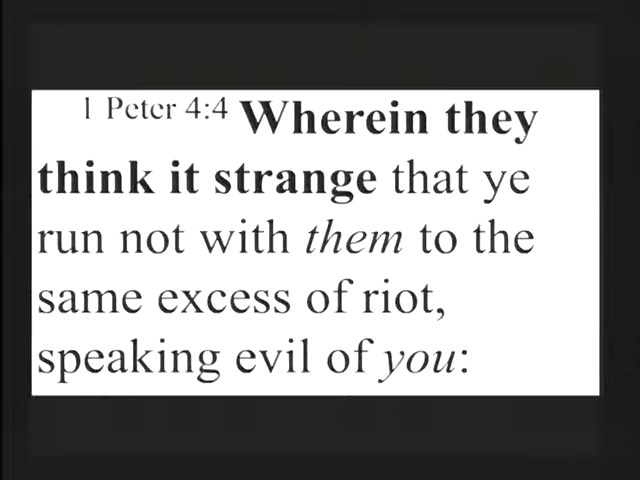 1 Peter 4:4 Wherein they
think it strange that ye
run not with them to the
same excess of riot,
speaking evil of you: